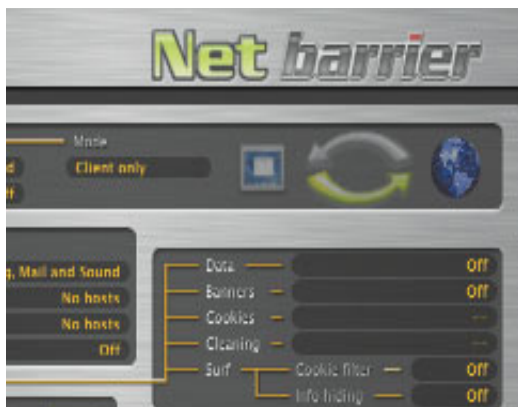 Net barrier
Mode
Client only
Mail and Sound
No hosts
No hosts
Off
Data Off
Banners Off
Cookies --
Cleaning --
Surf Cookie filter Off
Info hiding Off